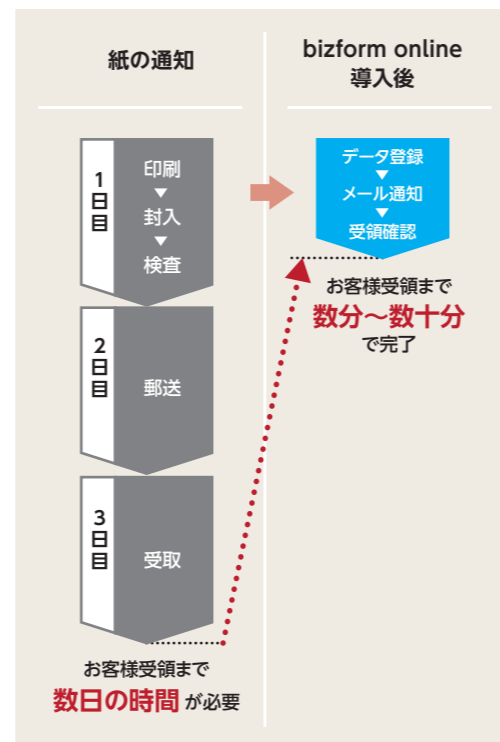 紙の通知
1日目
印刷
▼
封入
▼
検査
2日目
郵送
3日目
受取
お客様受領まで
数日の時間 が必要
bizform online
導入後
データ登録
▼
メール通知
▼
受領確認
お客様受領まで
数分～数十分
で完了